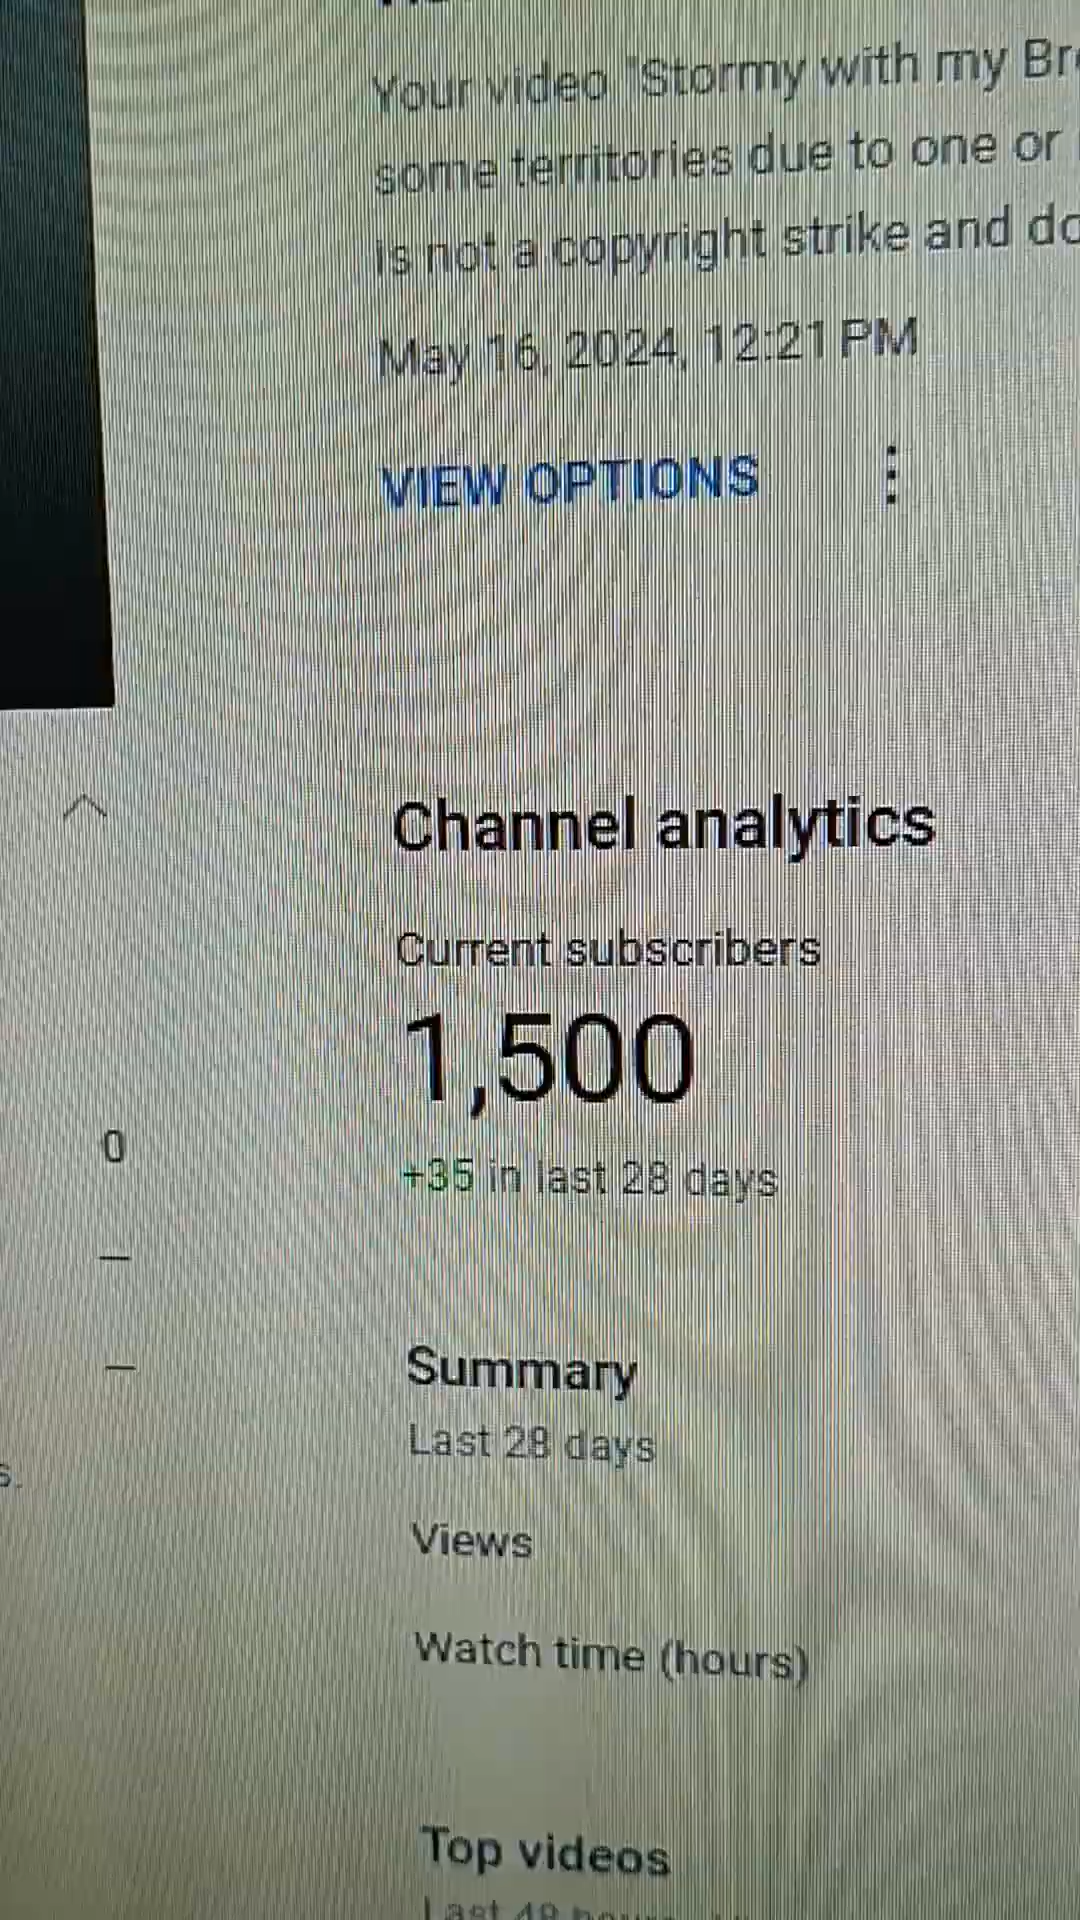 Your video "Stormy with my
some territories due to one or
is not a copyright strike and
May 16, 2024, 12:21 PM
VIEW OPTIONS
Channel analytics
Current subscribers
1,500
0
+35 in last 28 days
—
—
Summary
Last 28 days
s.
Views
Watch time (hours)
Top videos
Last 48